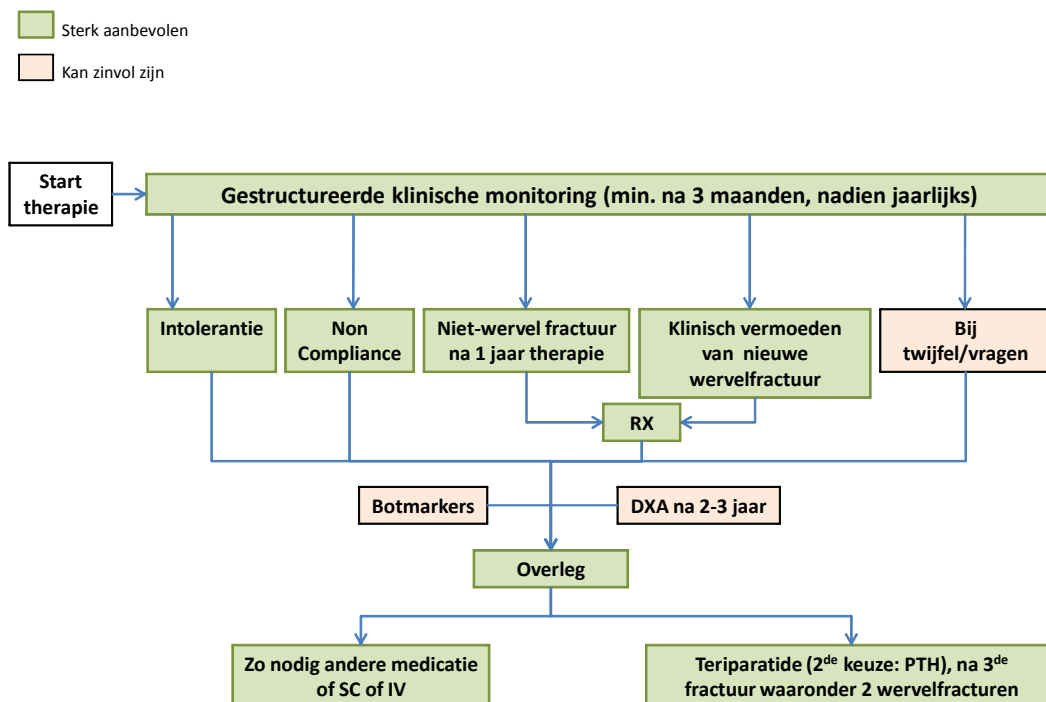 Sterk aanbevolen
Kan zinvol zijn
Start
therapie
Gestructureerde klinische monitoring (min. na 3 maanden, nadien jaarlijks)
Intolerantie
Non
Compliance
Niet-wervel fractuur
na 1 jaar therapie
Klinisch vermoeden
van nieuwe
wervelfractuur
Bij
twijfel/vragen
RX
Botmarkers
DXA na 2-3 jaar
Overleg
Zo nodig andere medicatie
of SC of IV
Teriparatide (2de keuze: PTH), na 3de
fractuur waaronder 2 wervelfracturen